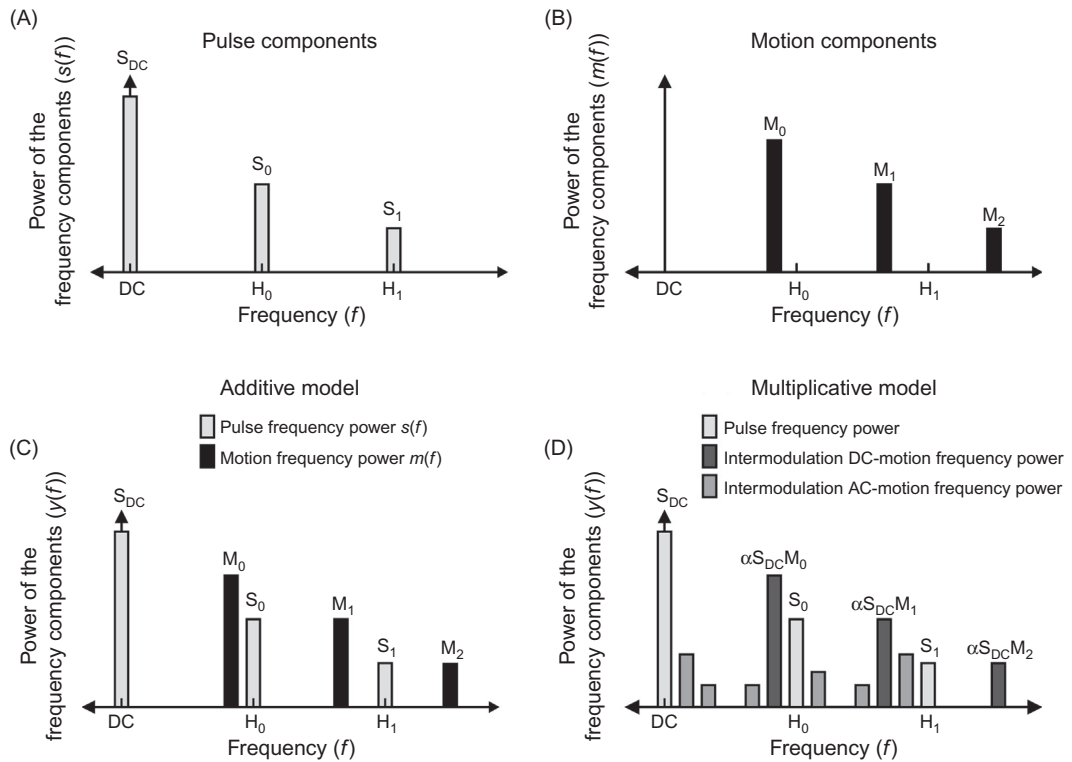 (A)
Pulse components
Power of the
frequency components (s(f))
S_DC
S_0
S_1
DC
H_0
H_1
Frequency (f)
(B)
Motion components
Power of the
frequency components (m(f))
M_0
M_1
M_2
DC
H_0
H_1
Frequency (f)
Additive model
Pulse frequency power s(f)
Motion frequency power m(f)
(C)
Power of the
frequency components (y(f))
S_DC
M_0
S_0
M_1
S_1
M_2
DC
H_0
H_1
Frequency (f)
Multiplicative model
Pulse frequency power
Intermodulation DC-motion frequency power
Intermodulation AC-motion frequency power
(D)
Power of the
frequency components (y(f))
S_DC
αS_DCM_0
S_0
αS_DCM_1
S_1
αS_DCM_2
DC
H_0
H_1
Frequency (f)